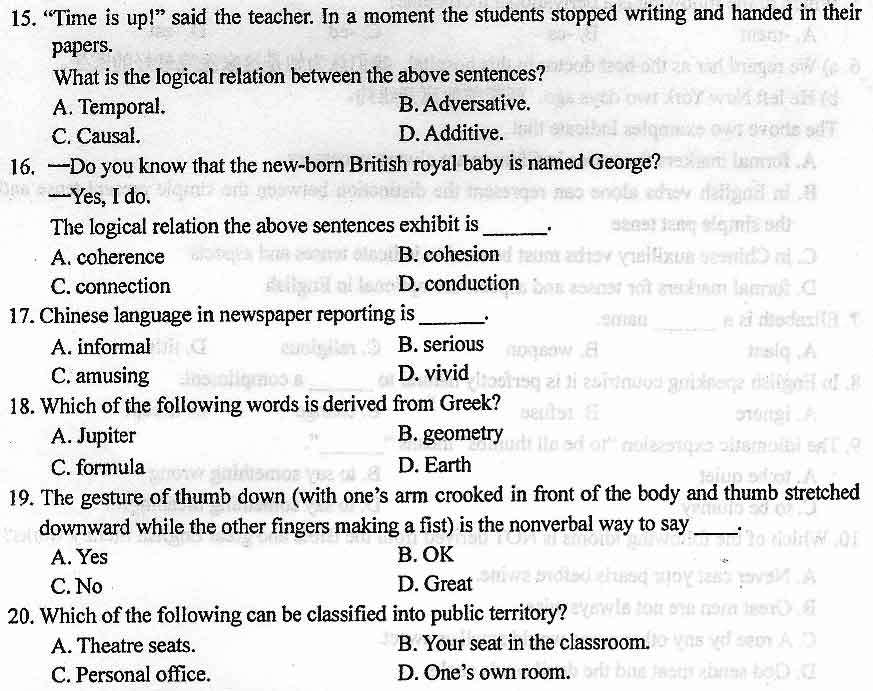 15. “Time is up!” said the teacher. In a moment the students stopped writing and handed in their
papers.
What is the logical relation between the above sentences?
A. Temporal. B. Adversative.
C. Causal. D. Additive.
16. —Do you know that the new-born British royal baby is named George?
—Yes, I do.
The logical relation the above sentences exhibit is ______.
A. coherence B. cohesion
C. connection D. conduction
17. Chinese language in newspaper reporting is ______.
A. informal B. serious
C. amusing D. vivid
18. Which of the following words is derived from Greek?
A. Jupiter B. geometry
C. formula D. Earth
19. The gesture of thumb down (with one’s arm crooked in front of the body and thumb stretched
downward while the other fingers making a fist) is the nonverbal way to say ____.
A. Yes B. OK
C. No D. Great
20. Which of the following can be classified into public territory?
A. Theatre seats. B. Your seat in the classroom.
C. Personal office. D. One’s own room.